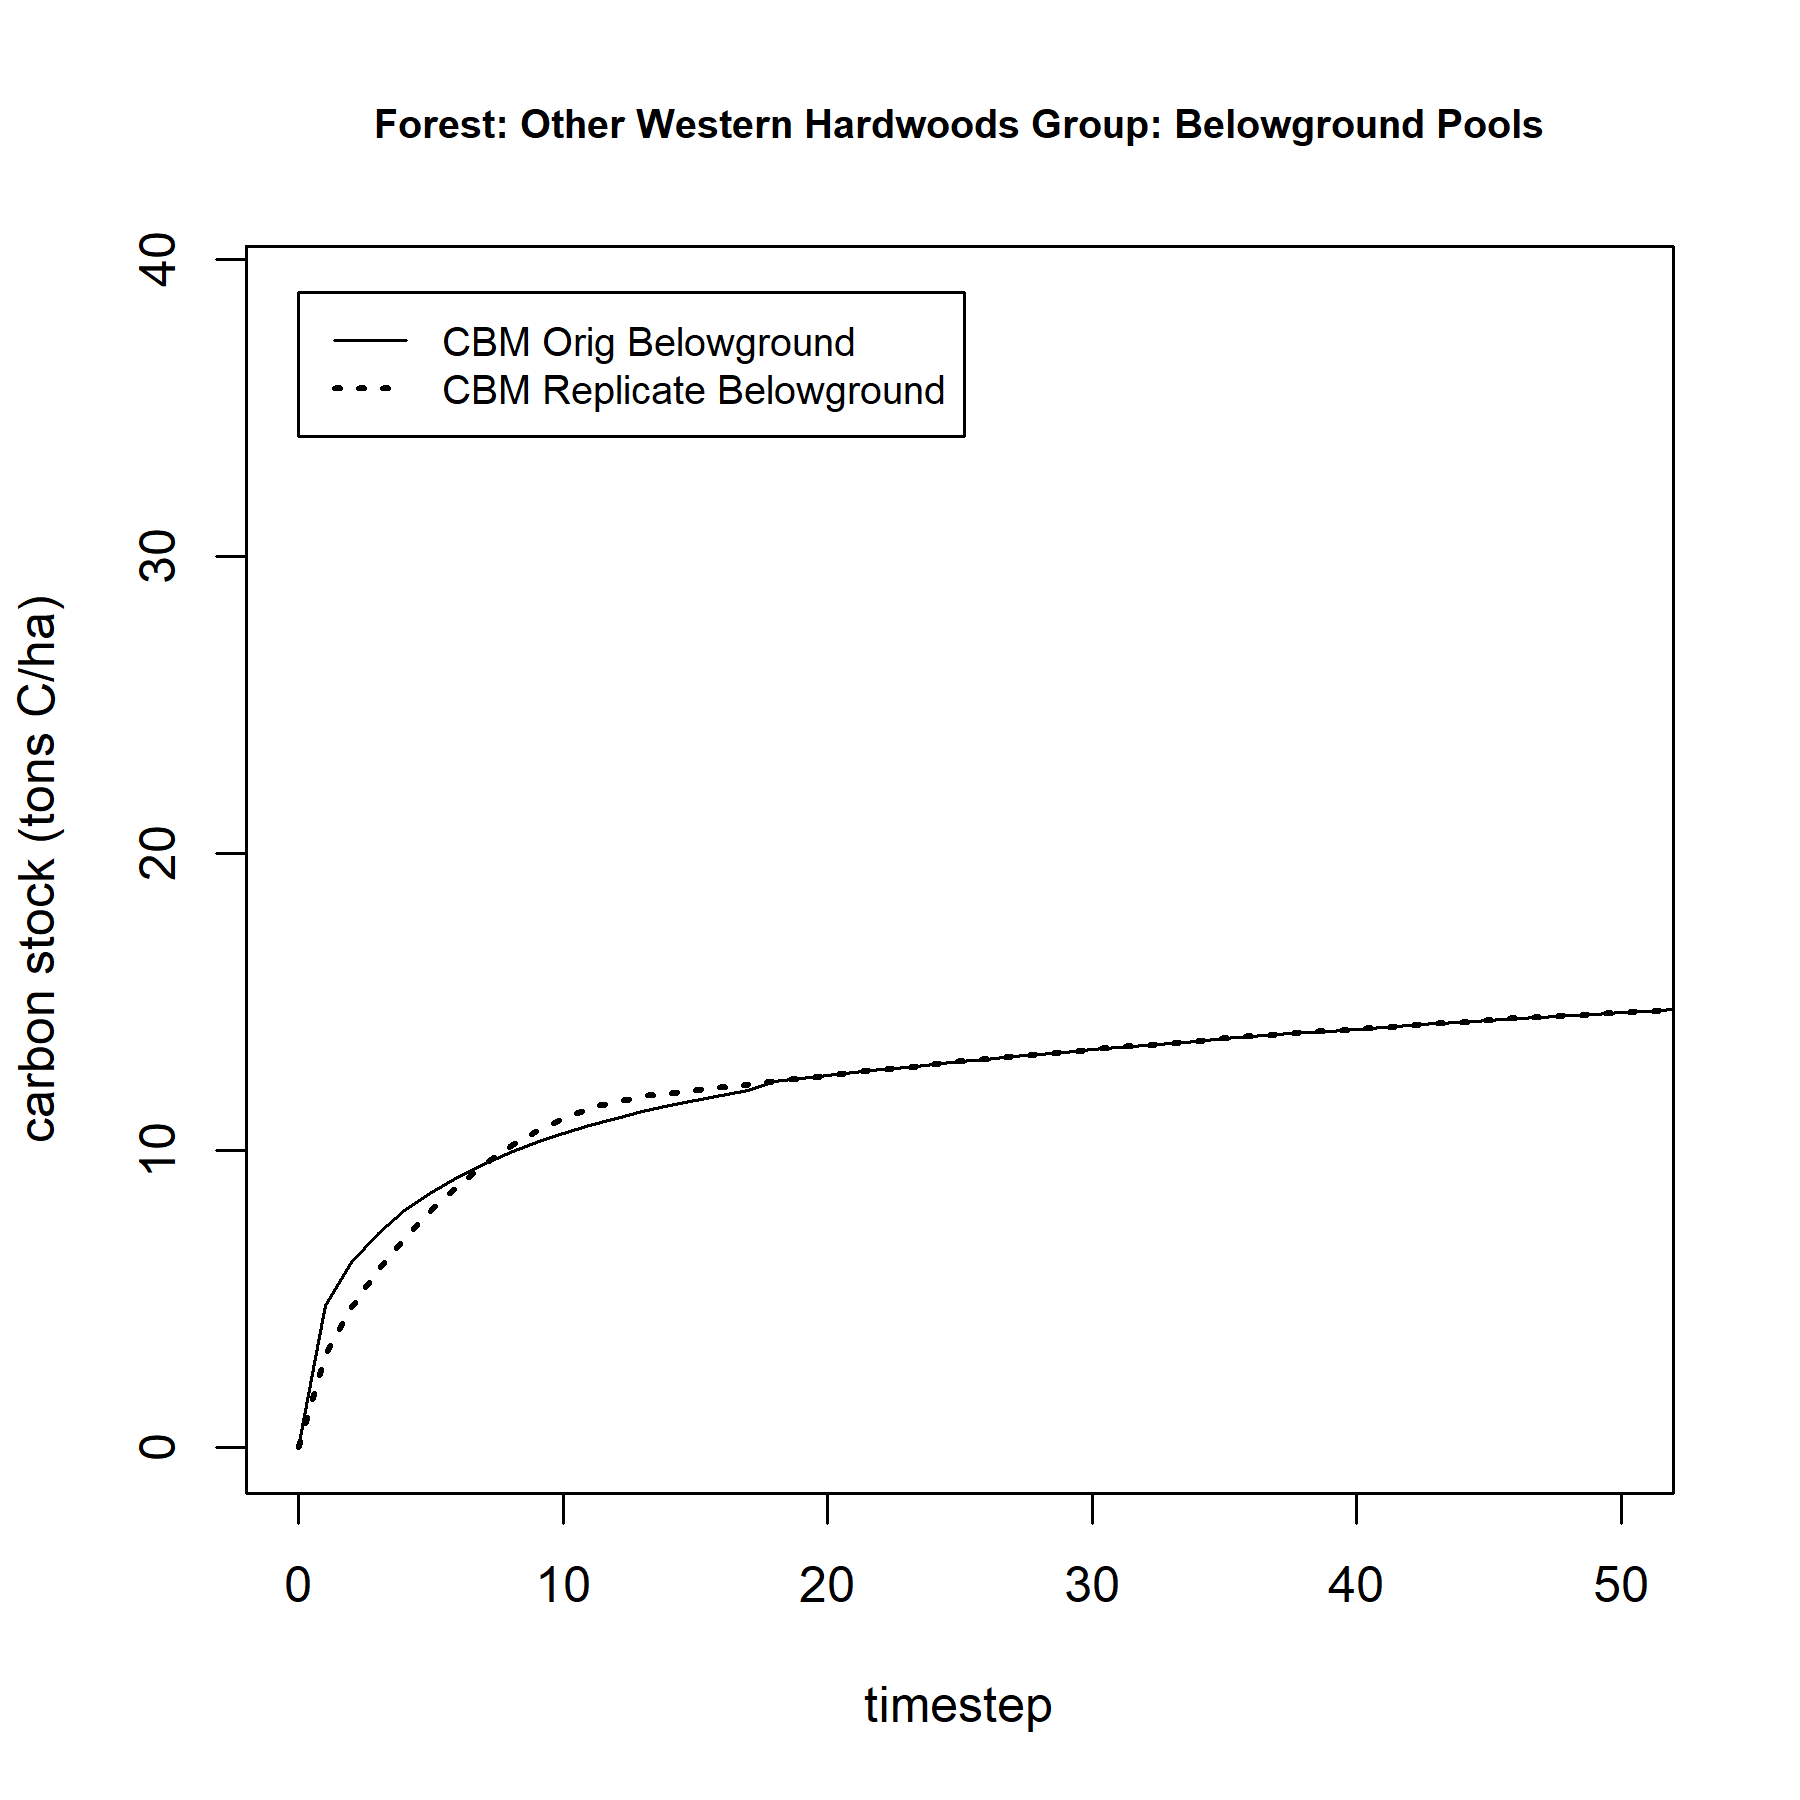 Forest: Other Western Hardwoods Group: Belowground Pools
CBM Orig Belowground
CBM Replicate Belowground
carbon stock (tons C/ha)
40
30
20
10
0
0 10 20 30 40 50
timestep